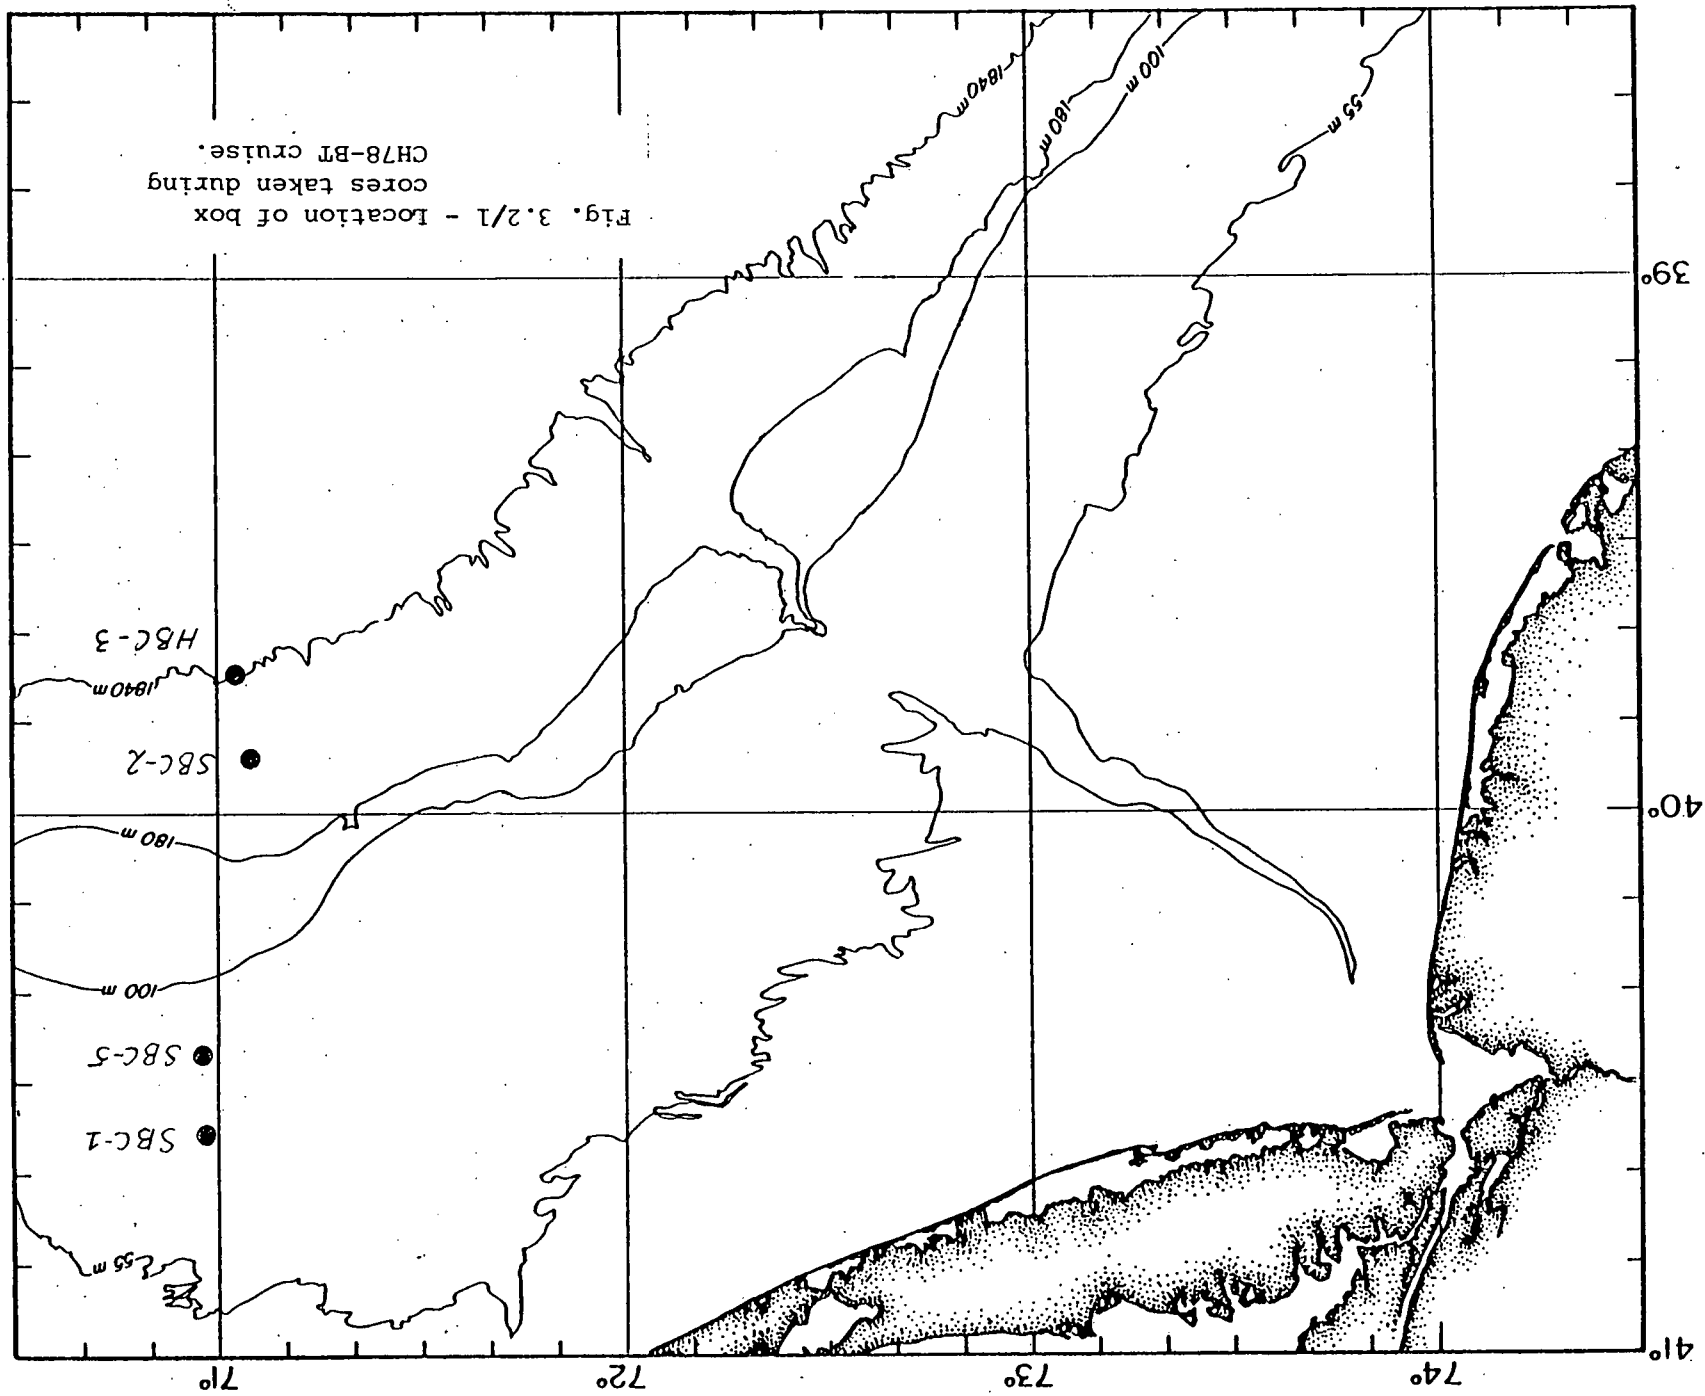 74°
73°
72°
71°
41°
55 m
SBC-1
SBC-5
100 m
180 m
40°
SBC-2
1840 m
HBC-3
39°
Fig. 3.2/1 - Location of box
cores taken during
CH78-BT cruise.
55 m
100 m
180 m
1840 m